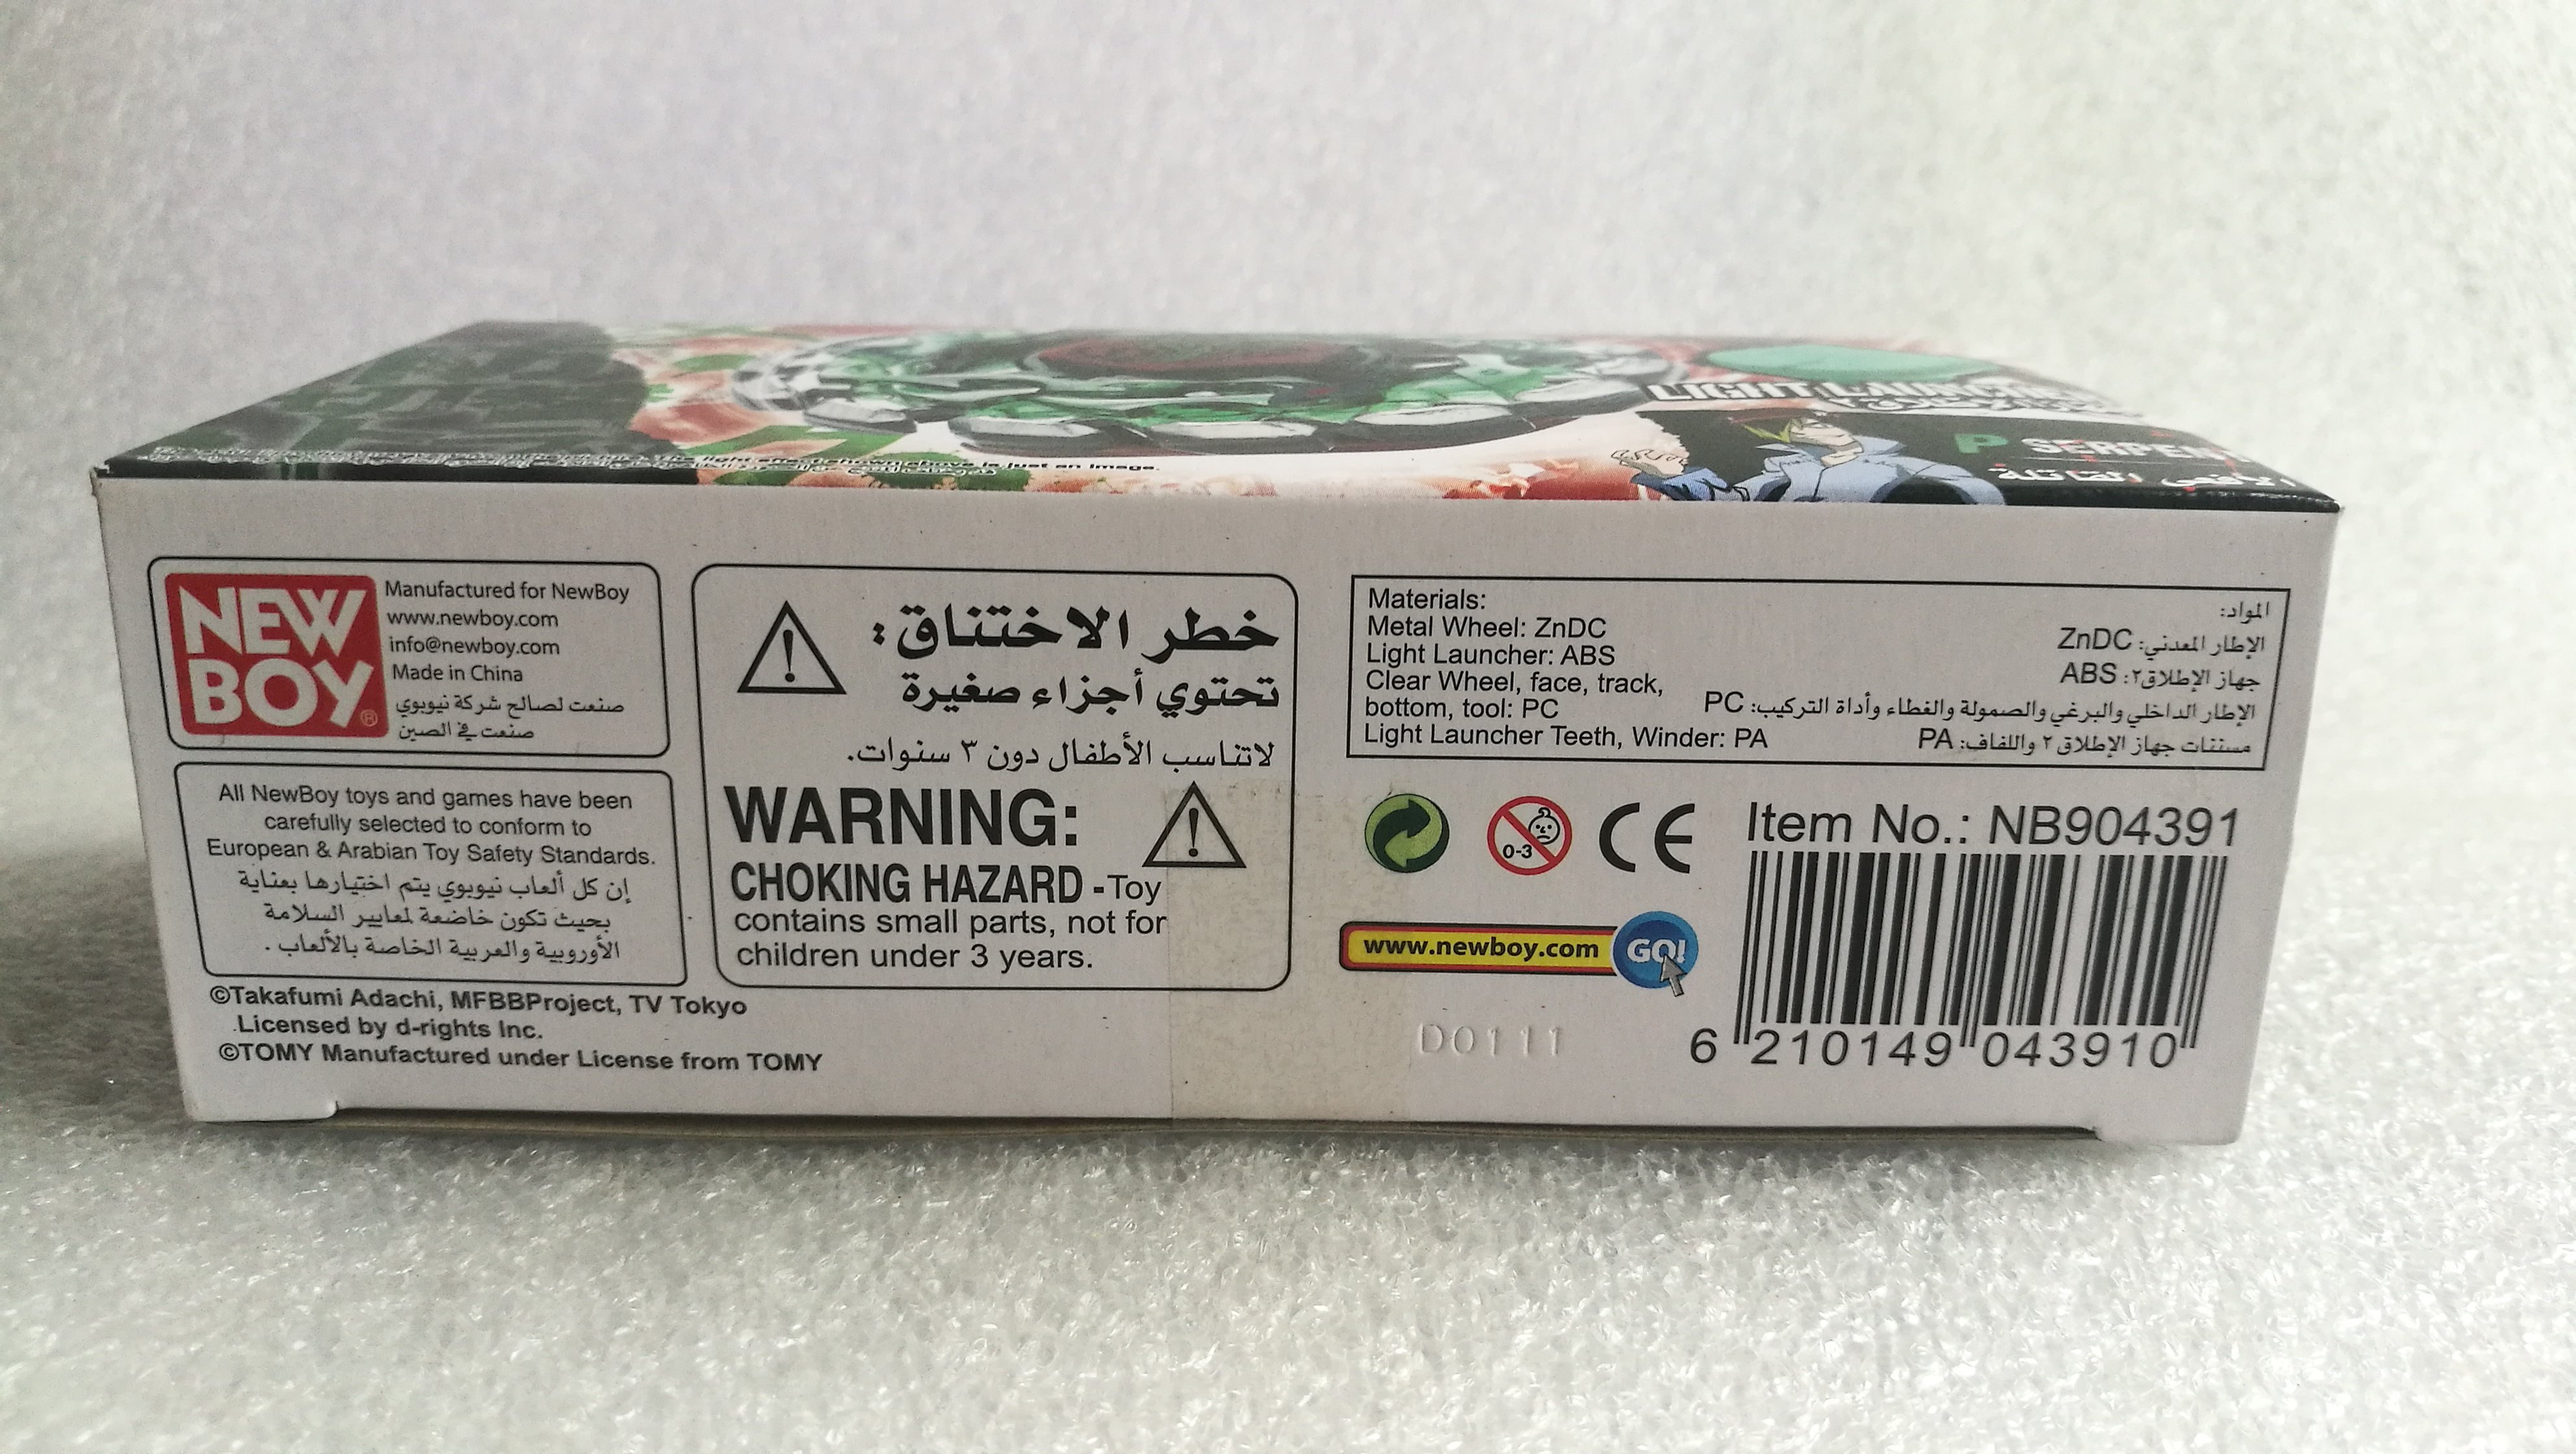 LIGHT LAUNCHER
P SERPENT
is just an image.
NEW
BOY®
Manufactured for NewBoy
www.newboy.com
info@newboy.com
Made in China
صنعت لصالح شركة نيوبوي
صنعت في الصين
All NewBoy toys and games have been
carefully selected to conform to
European & Arabian Toy Safety Standards.
إن كل ألعاب نيوبوي يتم اختيارها بعناية
بحيث تكون خاضعة لمعايير السلامة
الأوروبية والعربية الخاصة بالألعاب .
©Takafumi Adachi, MFBBProject, TV Tokyo
Licensed by d-rights Inc.
©TOMY Manufactured under License from TOMY
خطر الاختناق:
تحتوي أجزاء صغيرة
لاتناسب الأطفال دون ٣ سنوات.
WARNING:
CHOKING HAZARD -Toy
contains small parts, not for
children under 3 years.
Materials:
Metal Wheel: ZnDC
Light Launcher: ABS
Clear Wheel, face, track,
bottom, tool: PC
Light Launcher Teeth, Winder: PA
المواد:
الإطار المعدني: ZnDC
جهاز الإطلاق٢: ABS
الإطار الداخلي والبرغي والصمولة والغطاء وأداة التركيب: PC
مسننات جهاز الإطلاق ٢ واللفاف: PA
0-3
CE
www.newboy.com GO!
D0111
Item No.: NB904391
6 210149 043910